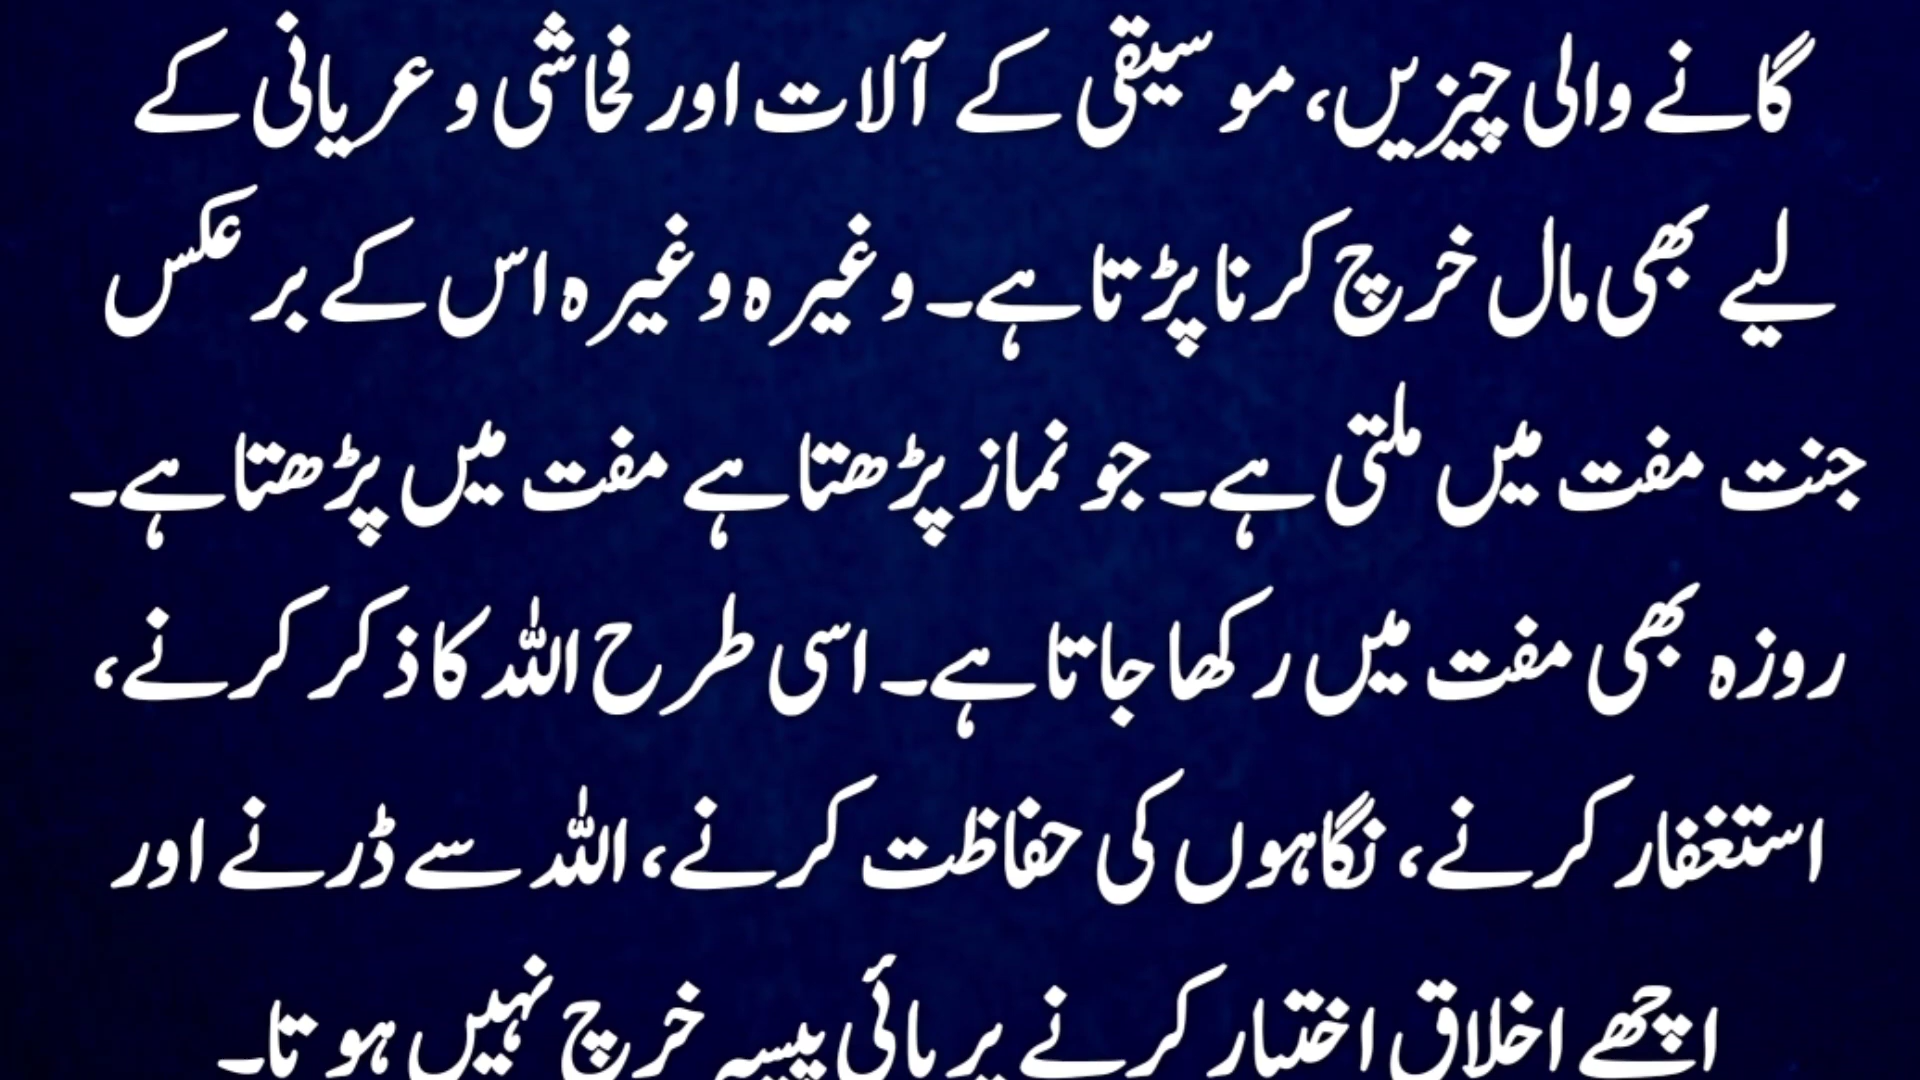 گانے والی چیزیں، موسیقی کے آلات اور فحاشی و عریانی کے
لیے بھی مال خرچ کرنا پڑتا ہے۔ وغیرہ وغیرہ اس کے برعکس
جنت مفت میں ملتی ہے۔ جو نماز پڑھتا ہے مفت میں پڑھتا ہے۔
روزہ بھی مفت میں رکھا جاتا ہے۔ اسی طرح اللہ کا ذکر کرنے،
استغفار کرنے، نگاہوں کی حفاظت کرنے، اللہ سے ڈرنے اور
اچھے اخلاق اختیار کرنے پر مائی پیسہ خرچ نہیں ہوتا۔